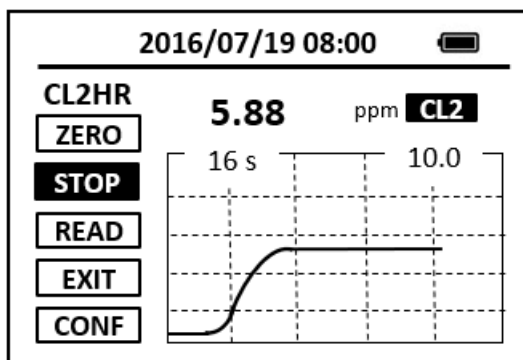 2016/07/19 08:00
CL2HR
5.88 ppm CL2
ZERO
16 s 10.0
STOP
READ
EXIT
CONF